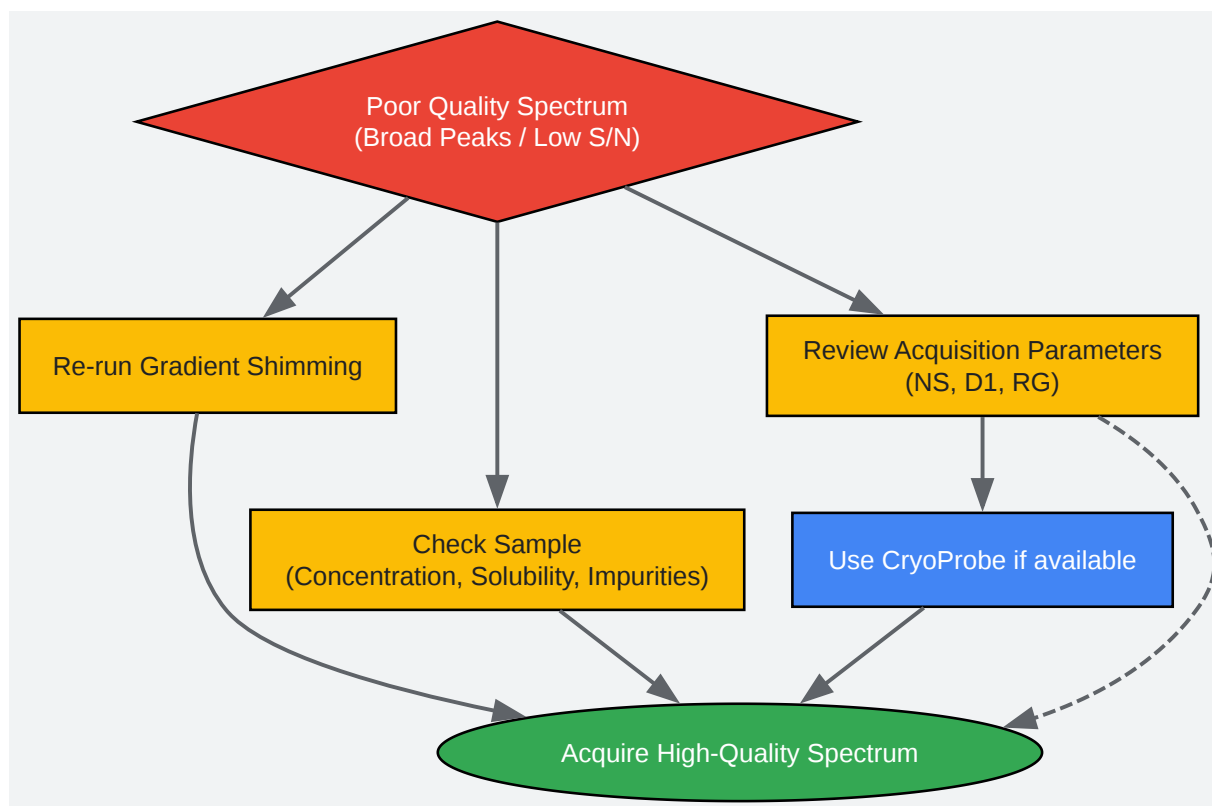 Poor Quality Spectrum
(Broad Peaks / Low S/N)
Re-run Gradient Shimming
Review Acquisition Parameters
(NS, D1, RG)
Check Sample
(Concentration, Solubility, Impurities)
Use CryoProbe if available
Acquire High-Quality Spectrum